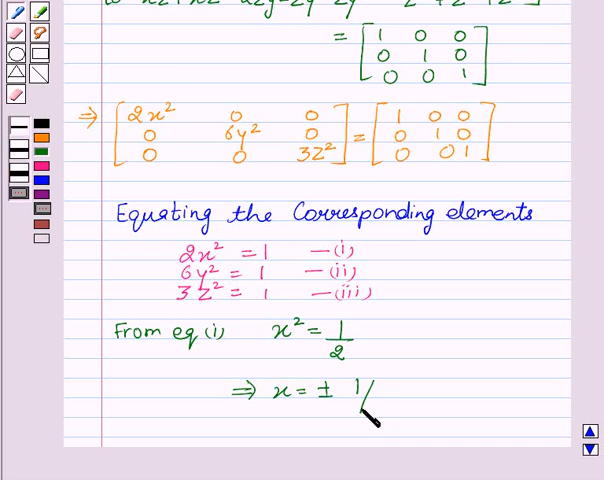 = [ 1 0 0
0 1 0
0 0 1 ]
⇒ [ 2x² 0 0 ] = [ 1 0 0 ]
0 6y² 0 0 1 0
0 0 3z² 0 0 1
Equating the Corresponding elements
2x² = 1 —(i)
6y² = 1 —(ii)
3z² = 1 —(iii)
From eq (i) x² = 1/2
⇒ x = ± 1/